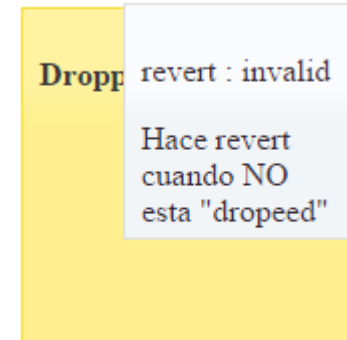 Dropp
revert : invalid
Hace revert
cuando NO
esta "dropeed"